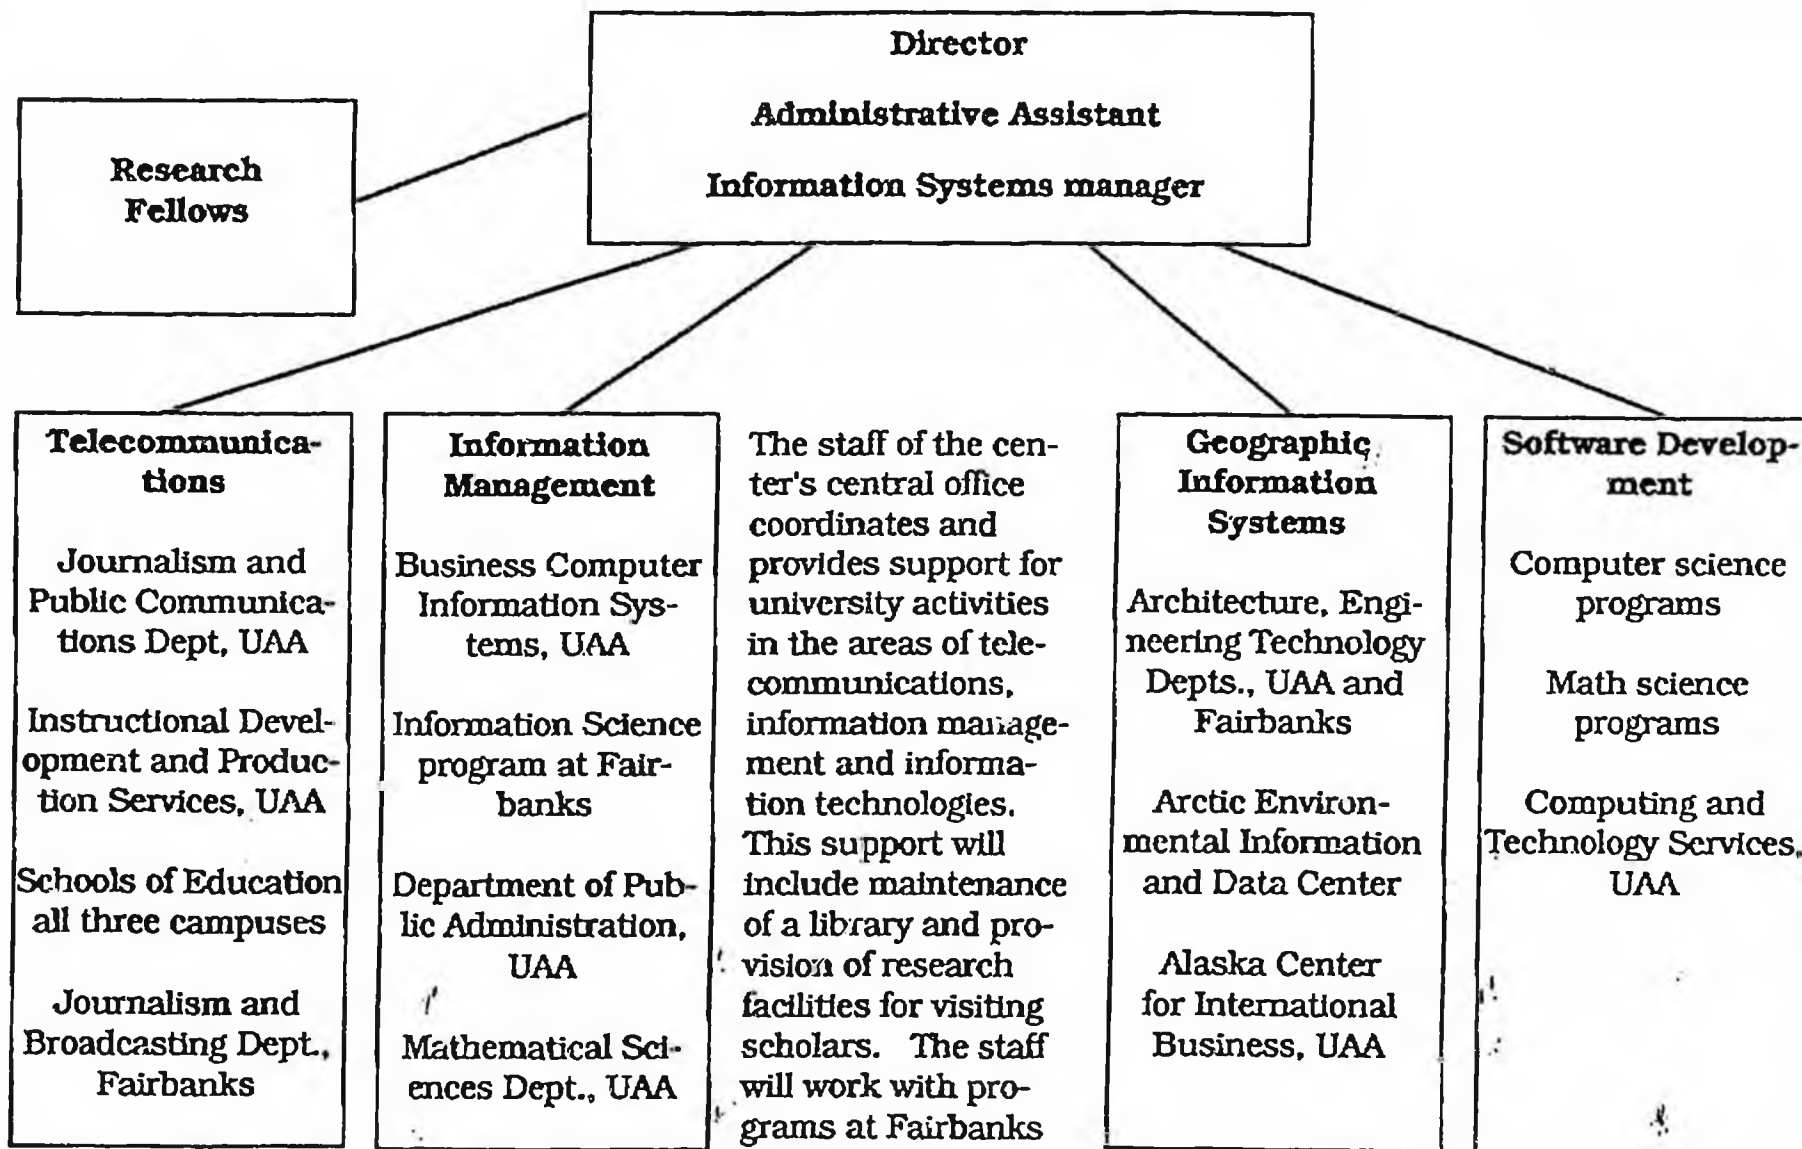 Director
Administrative Assistant
Information Systems manager
Research
Fellows
Telecommunica-
tions
Journalism and
Public Communica-
tions Dept, UAA
Instructional Devel-
opment and Produc-
tion Services, UAA
Schools of Education
all three campuses
Journalism and
Broadcasting Dept.,
Fairbanks
Information
Management
Business Computer
Information Sys-
tems, UAA
Information Science
program at Fair-
banks
Department of Pub-
lic Administration,
UAA
Mathematical Sci-
ences Dept., UAA
The staff of the cen-
ter's central office
coordinates and
provides support for
university activities
in the areas of tele-
communications,
information manage-
ment and informa-
tion technologies.
This support will
include maintenance
of a library and pro-
vision of research
facilities for visiting
scholars. The staff
will work with pro-
grams at Fairbanks
Geographic
Information
Systems
Architecture, Engi-
neering Technology
Depts., UAA and
Fairbanks
Arctic Environ-
mental Information
and Data Center
Alaska Center
for International
Business, UAA
Software Develop-
ment
Computer science
programs
Math science
programs
Computing and
Technology Services,
UAA